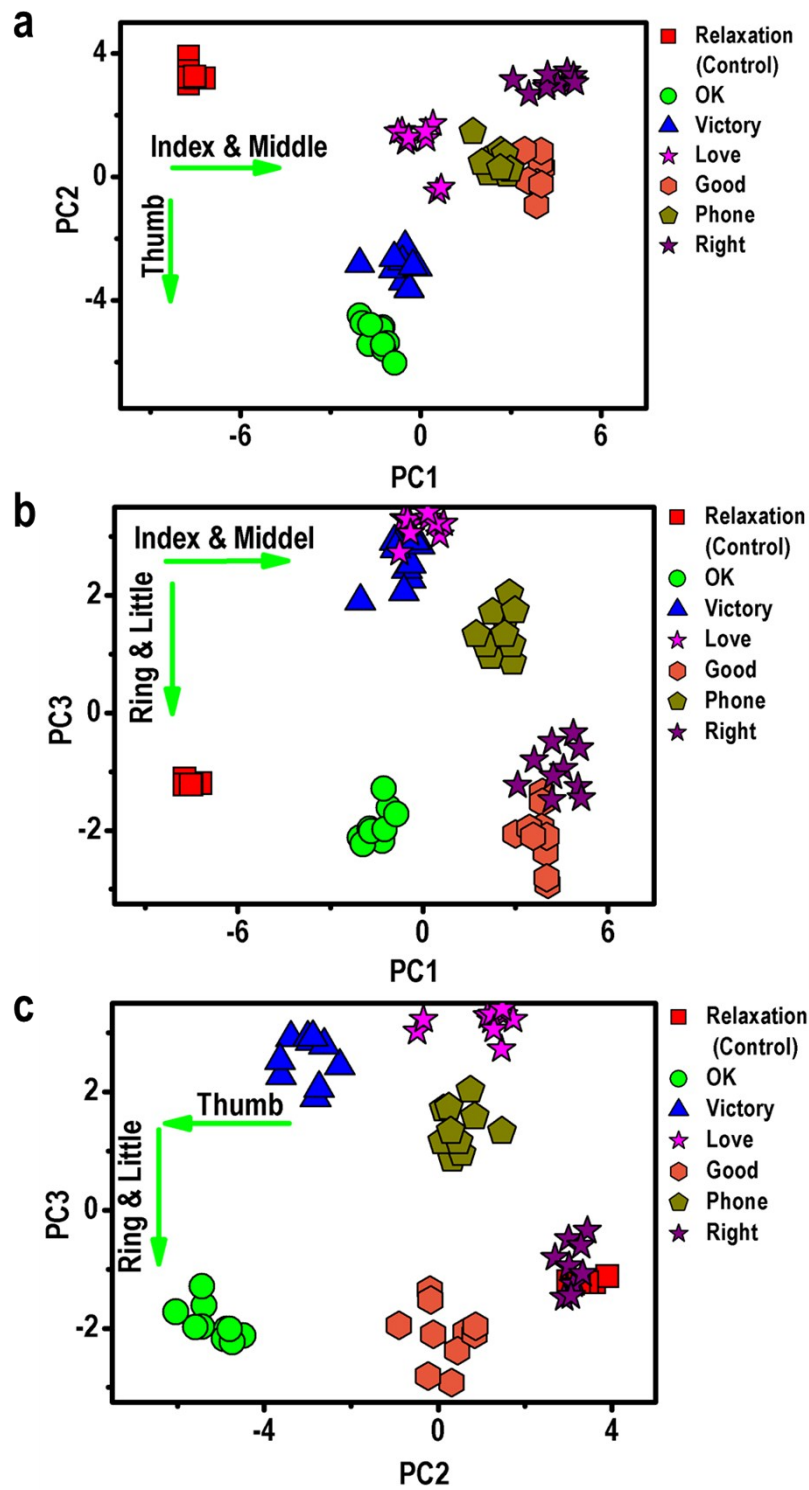 a
4
0
-4
PC2
Index & Middle
Thumb
-6
0
6
PC1
Relaxation
(Control)
OK
Victory
Love
Good
Phone
Right
b
2
0
-2
PC3
Index & Middel
Ring & Little
-6
0
6
PC1
Relaxation
(Control)
OK
Victory
Love
Good
Phone
Right
c
2
0
-2
PC3
Thumb
Ring & Little
-4
0
4
PC2
Relaxation
(Control)
OK
Victory
Love
Good
Phone
Right